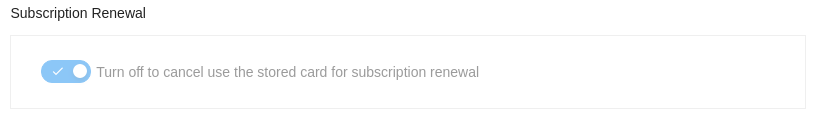 Subscription Renewal
Turn off to cancel use the stored card for subscription renewal